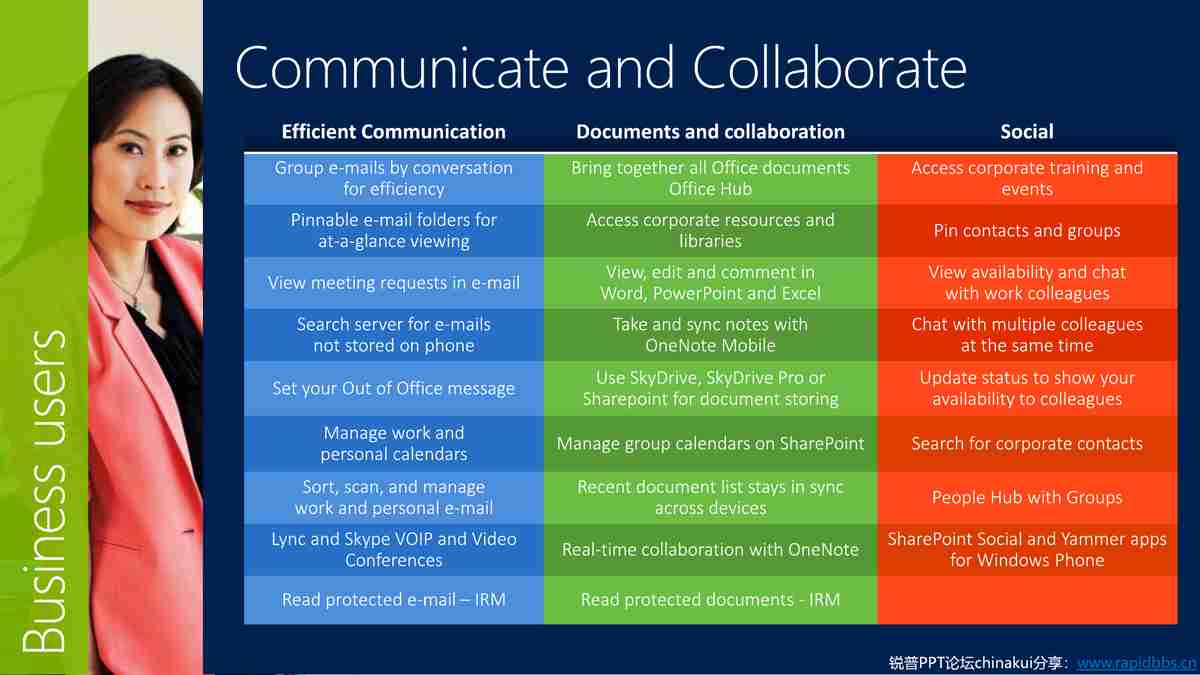 Communicate and Collaborate
Business users
Efficient Communication
Documents and collaboration
Social
Group e-mails by conversation
for efficiency
Bring together all Office documents
Office Hub
Access corporate training and
events
Pinnable e-mail folders for
at-a-glance viewing
Access corporate resources and
libraries
Pin contacts and groups
View meeting requests in e-mail
View, edit and comment in
Word, PowerPoint and Excel
View availability and chat
with work colleagues
Search server for e-mails
not stored on phone
Take and sync notes with
OneNote Mobile
Chat with multiple colleagues
at the same time
Set your Out of Office message
Use SkyDrive, SkyDrive Pro or
Sharepoint for document storing
Update status to show your
availability to colleagues
Manage work and
personal calendars
Manage group calendars on SharePoint
Search for corporate contacts
Sort, scan, and manage
work and personal e-mail
Recent document list stays in sync
across devices
People Hub with Groups
Lync and Skype VOIP and Video
Conferences
Real-time collaboration with OneNote
SharePoint Social and Yammer apps
for Windows Phone
Read protected e-mail – IRM
Read protected documents - IRM
锐普PPT论坛chinakui分享：www.rapidbbs.cn